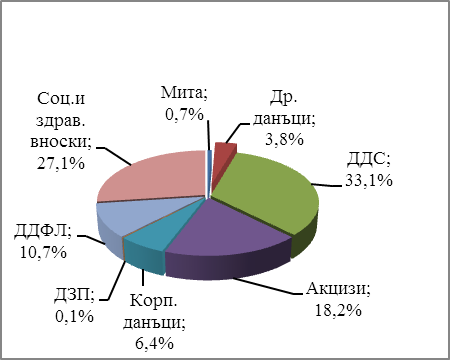 Мита;
0,7%
Др.
данъци;
3,8%
ДДС;
33,1%
Акцизи;
18,2%
Корп.
данъци;
6,4%
ДЗП;
0,1%
ДДФЛ;
10,7%
Соц.и
здрав.
вноски;
27,1%